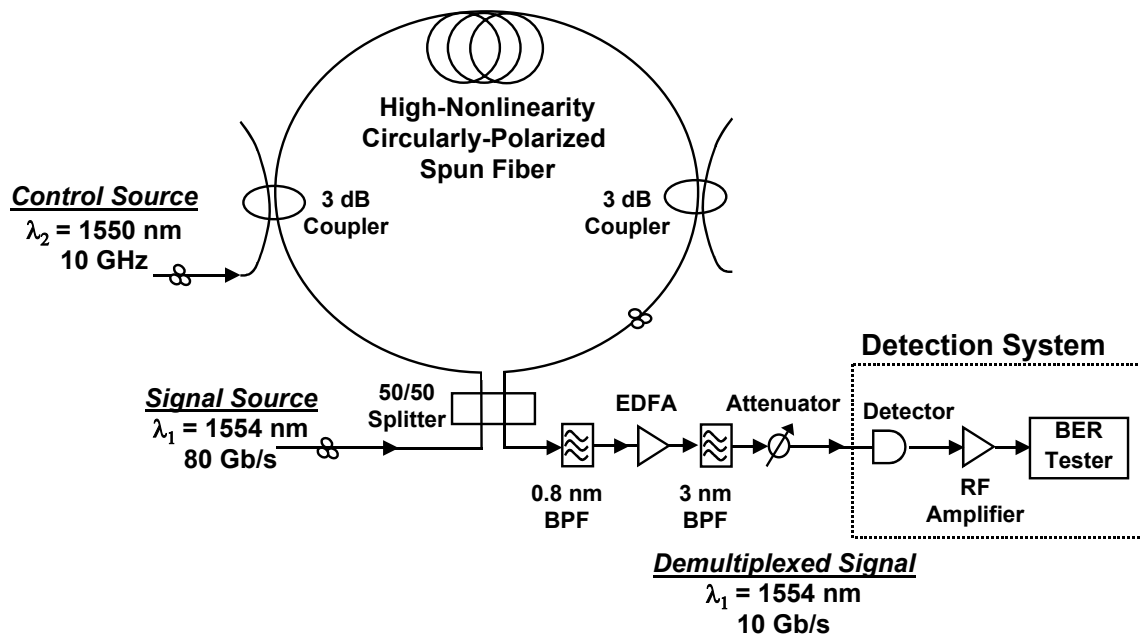 High-Nonlinearity
Circularly-Polarized
Spun Fiber
3 dB
Coupler
3 dB
Coupler
Control Source
λ2 = 1550 nm
10 GHz
Signal Source
λ1 = 1554 nm
80 Gb/s
50/50
Splitter
0.8 nm
BPF
EDFA
3 nm
BPF
Attenuator
Detection System
Detector
RF
Amplifier
BER
Tester
Demultiplexed Signal
λ1 = 1554 nm
10 Gb/s